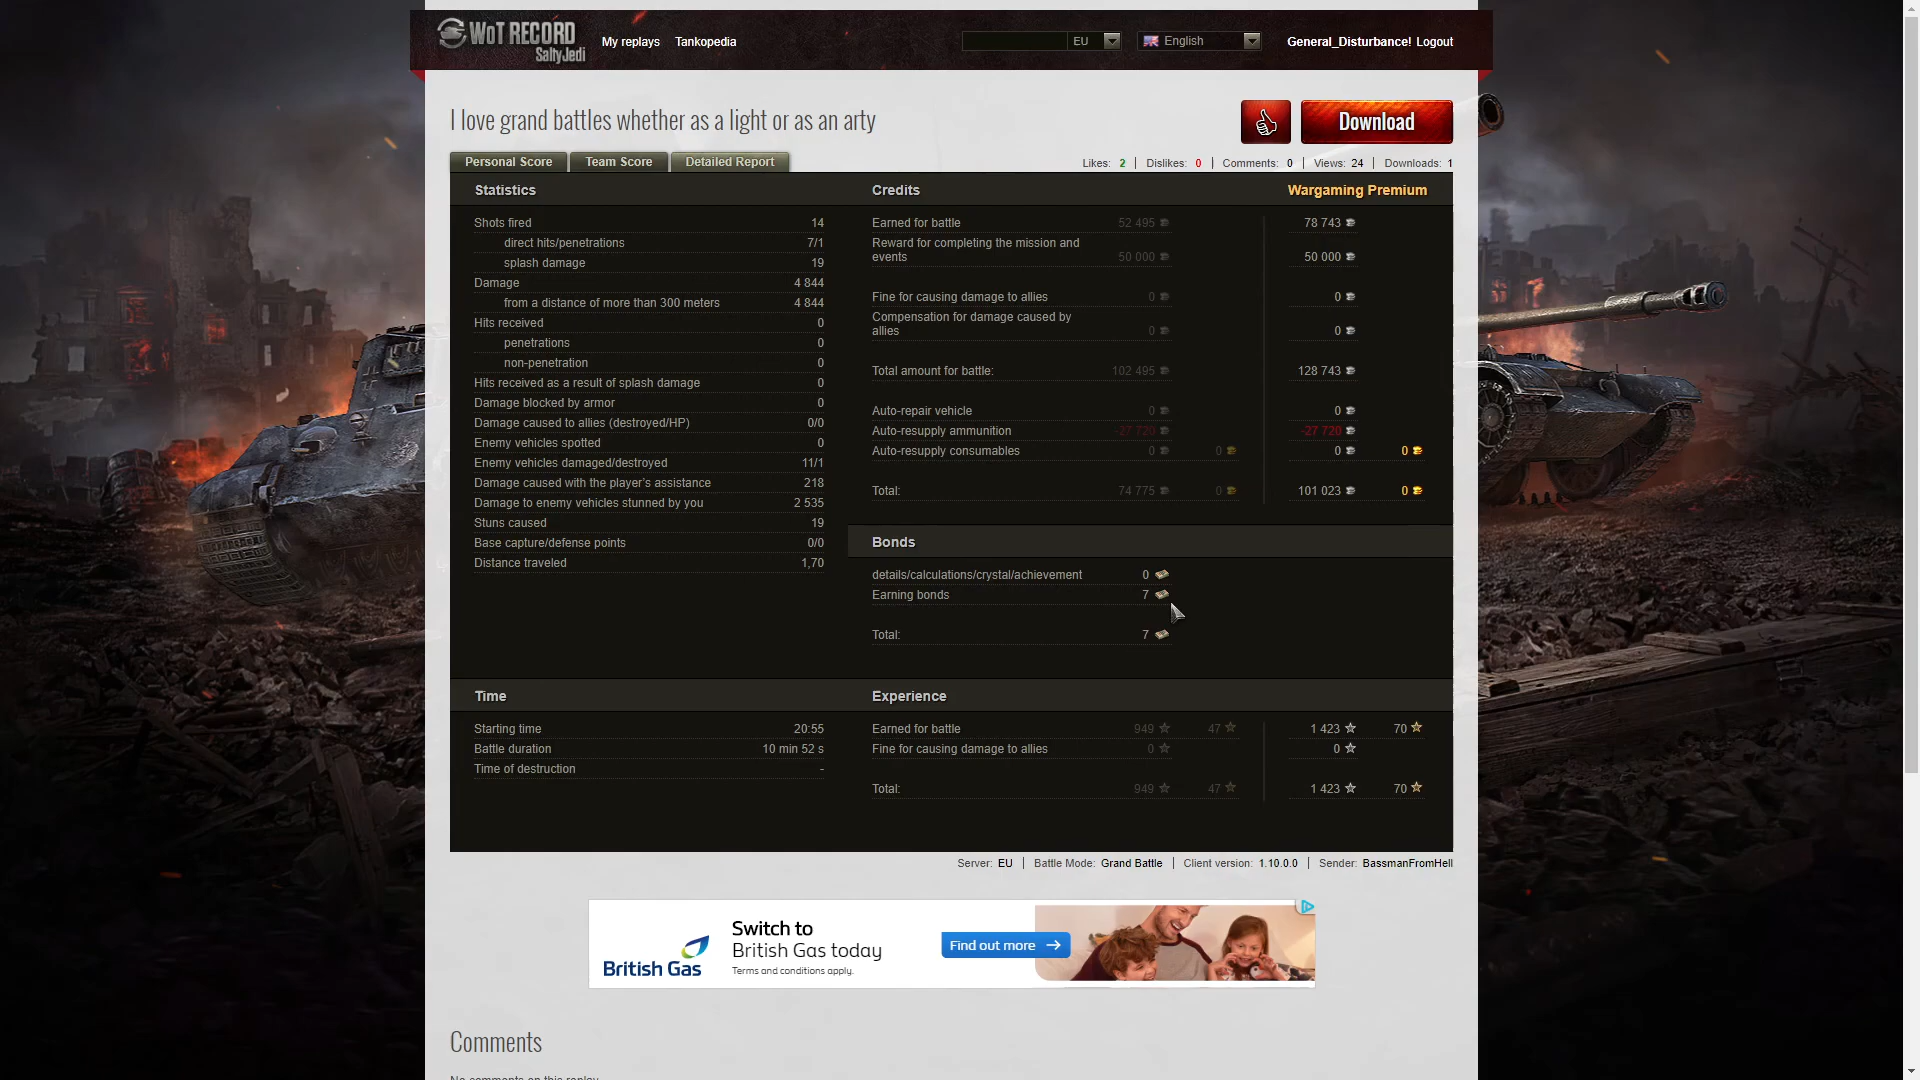 WoT RECORD
SaltyJedi
My replays Tankopedia
EU
English
General_Disturbance! Logout
I love grand battles whether as a light or as an arty
Download
Personal Score Team Score Detailed Report
Likes: 2 | Dislikes: 0 | Comments: 0 | Views: 24 | Downloads: 1
Statistics
Shots fired 14
direct hits/penetrations 7/1
splash damage 19
Damage 4 844
from a distance of more than 300 meters 4 844
Hits received 0
penetrations 0
non-penetration 0
Hits received as a result of splash damage 0
Damage blocked by armor 0
Damage caused to allies (destroyed/HP) 0/0
Enemy vehicles spotted 0
Enemy vehicles damaged/destroyed 11/1
Damage caused with the player's assistance 218
Damage to enemy vehicles stunned by you 2 535
Stuns caused 19
Base capture/defense points 0/0
Distance traveled 1,70
Credits Wargaming Premium
Earned for battle 52 495 78 743
Reward for completing the mission and
events 50 000 50 000
Fine for causing damage to allies 0 0
Compensation for damage caused by
allies 0 0
Total amount for battle: 102 495 128 743
Auto-repair vehicle 0 0
Auto-resupply ammunition -27 720 -27 720
Auto-resupply consumables 0 0 0 0
Total: 74 775 0 101 023 0
Bonds
details/calculations/crystal/achievement 0
Earning bonds 7
Total: 7
Time
Starting time 20:55
Battle duration 10 min 52 s
Time of destruction -
Experience
Earned for battle 949 47 1 423 70
Fine for causing damage to allies 0 0
Total: 949 47 1 423 70
Server: EU | Battle Mode: Grand Battle | Client version: 1.10.0.0 | Sender: BassmanFromHell
British Gas
Switch to
British Gas today
Terms and conditions apply.
Find out more
Comments
No comments on this replay